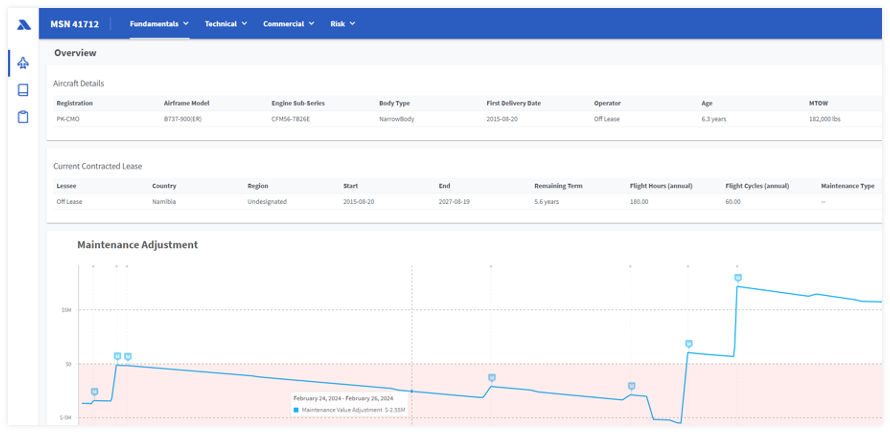 MSN 41712 Fundamentals Technical Commercial Risk
Overview
Aircraft Details
Registration Airframe Model Engine Sub-Series Body Type First Delivery Date Operator Age MTOW
PK-CMO B737-900(ER) CFM56-7B26E NarrowBody 2015-08-20 Off Lease 6.3 years 182,000 lbs
Current Contracted Lease
Lessee Country Region Start End Remaining Term Flight Hours (annual) Flight Cycles (annual) Maintenance Type
Off Lease Namibia Undesignated 2015-08-20 2027-08-19 5.6 years 180.00 60.00 --
Maintenance Adjustment
$5M
$0
February 24, 2024 - February 26, 2024
Maintenance Value Adjustment $-2.55M
$-5M